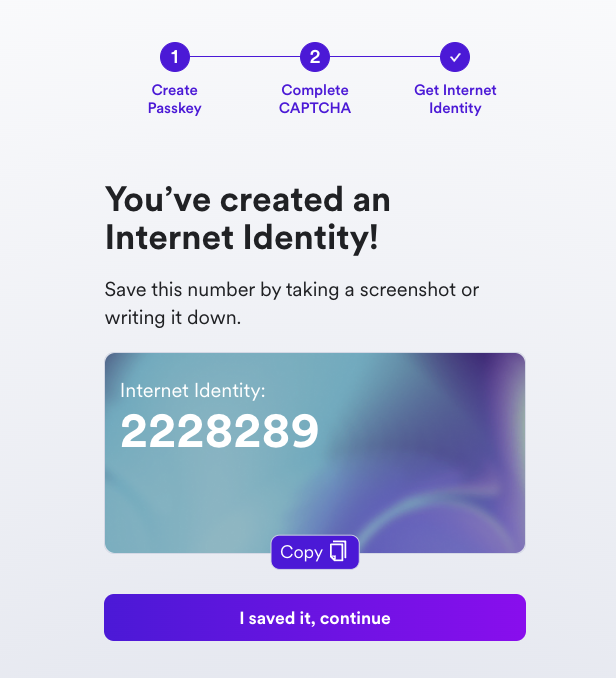 1
2
Create
Passkey
Complete
CAPTCHA
Get Internet
Identity
You’ve created an
Internet Identity!
Save this number by taking a screenshot or
writing it down.
Internet Identity:
2228289
Copy
I saved it, continue